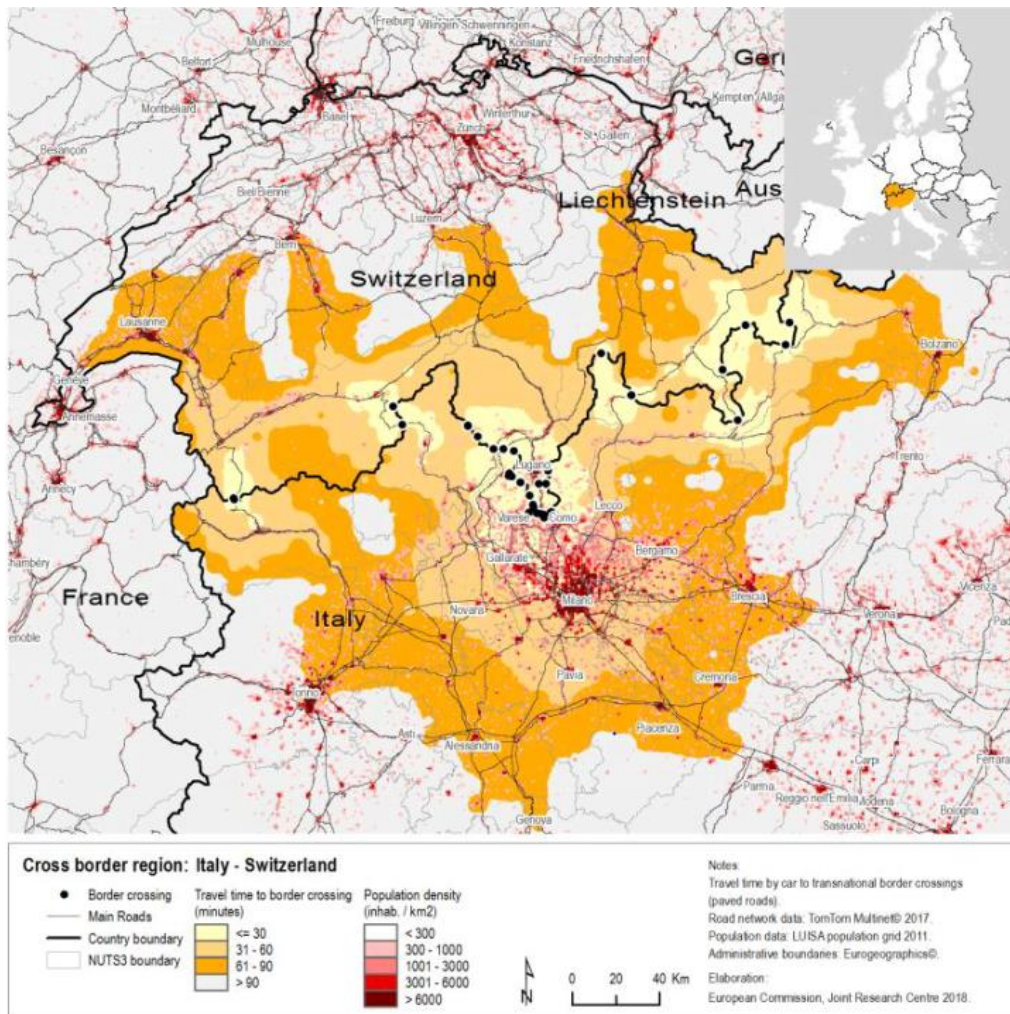 (Freiburg
Villingen-Schwenningen
Mulhouse
Konstanz
Friedrichshafen
Belfort
Kempten (Allgä
Montbéliard
Basel
Winterthur
Zürich
St. Gallen
Besançon
Biel/Bienne
Aus
Liechtenstein
Luzern
Bern
Switzerland
Lausanne
Bolzano
Genève
Annemasse
Trento
Annecy
Lugano
Lecco
Varese
Como
Gallarate
Bergamo
Chambéry
Vicenza
France
Milano
Brescia
Novara
Verona
Italy
Pad
Pavia
Cremona
Torino
Piacenza
Asti
Alessandria
Carpi
Ferrara
Parma
Reggio nell'Emilia
Modena
Genova
Bologna
Sassuolo
Cross border region: Italy - Switzerland
Border crossing
Main Roads
Country boundary
NUTS3 boundary
Travel time to border crossing
(minutes)
<= 30
31 - 60
61 - 90
> 90
Population density
(inhab. / km2)
< 300
300 - 1000
1001 - 3000
3001 - 6000
> 6000
N
0 20 40 Km
Notes:
Travel time by car to transnational border crossings
(paved roads).
Road network data: TomTom Multinet© 2017.
Population data: LUISA population grid 2011.
Administrative boundaries: Eurogeographics©.
Elaboration:
European Commission, Joint Research Centre 2018.